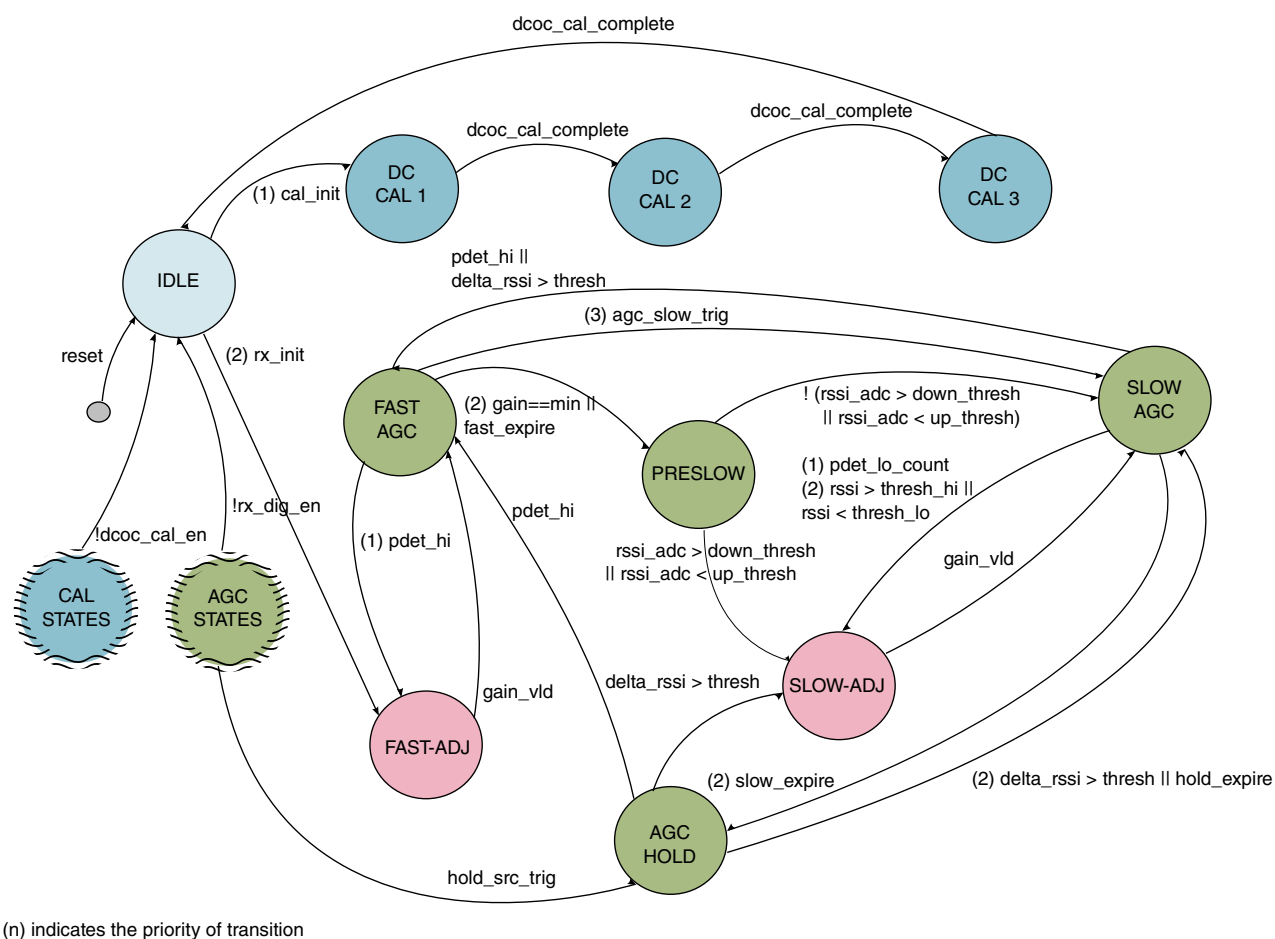 dcoc_cal_complete
dcoc_cal_complete
dcoc_cal_complete
DC
CAL 1
DC
CAL 2
DC
CAL 3
(1) cal_init
IDLE
pdet_hi ||
delta_rssi > thresh
(3) agc_slow_trig
reset
(2) rx_init
FAST
AGC
(2) gain==min ||
fast_expire
SLOW
AGC
! (rssi_adc > down_thresh
|| rssi_adc < up_thresh)
PRESLOW
(1) pdet_lo_count
(2) rssi > thresh_hi ||
rssi < thresh_lo
!rx_dig_en
!dcoc_cal_en
(1) pdet_hi
pdet_hi
rssi_adc > down_thresh
|| rssi_adc < up_thresh
gain_vld
CAL
STATES
AGC
STATES
gain_vld
delta_rssi > thresh
SLOW-ADJ
FAST-ADJ
(2) slow_expire
(2) delta_rssi > thresh || hold_expire
AGC
HOLD
hold_src_trig
(n) indicates the priority of transition